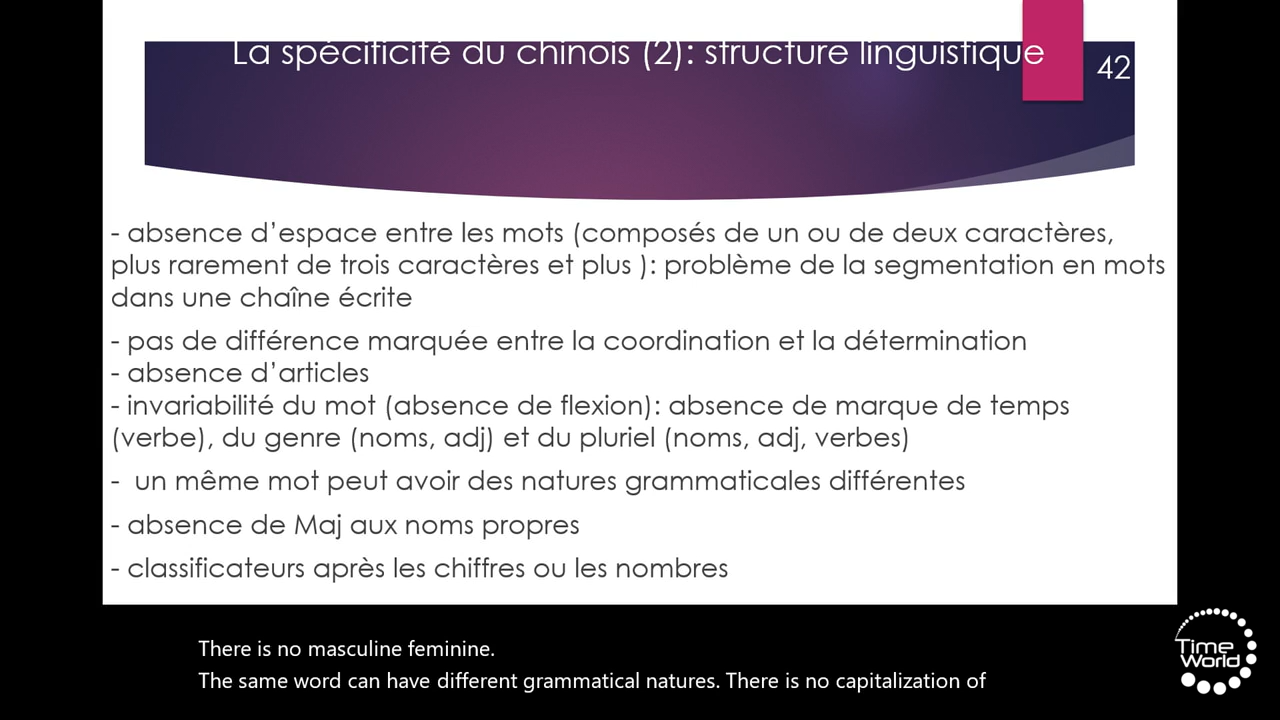 La spécificité du chinois (2): structure linguistique
42
- absence d’espace entre les mots (composés de un ou de deux caractères,
plus rarement de trois caractères et plus ): problème de la segmentation en mots
dans une chaîne écrite
- pas de différence marquée entre la coordination et la détermination
- absence d’articles
- invariabilité du mot (absence de flexion): absence de marque de temps
(verbe), du genre (noms, adj) et du pluriel (noms, adj, verbes)
- un même mot peut avoir des natures grammaticales différentes
- absence de Maj aux noms propres
- classificateurs après les chiffres ou les nombres
There is no masculine feminine.
The same word can have different grammatical natures. There is no capitalization of
Time
World